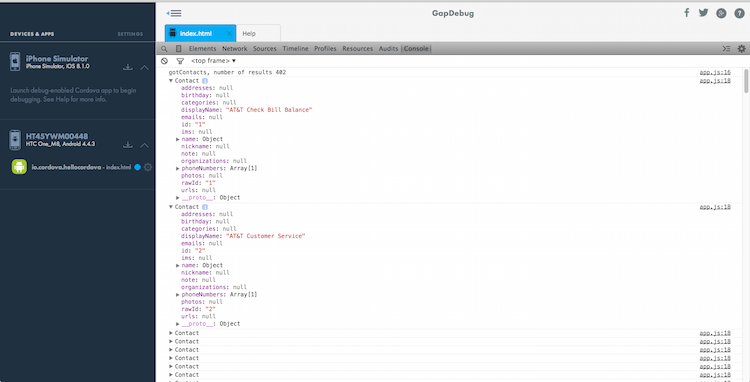 GapDebug
DEVICES & APPS
SETTINGS
iPhone Simulator
iPhone Simulator, iOS 8.1.0
Launch debug-enabled Cordova app to begin
debugging. See Help for more info.
HT45YWM00448
HTC One_M8, Android 4.4.3
io.cordova.hellocordova - index.html
index.html
Help
Elements Network Sources Timeline Profiles Resources Audits Console
<top frame>
gotContacts, number of results 402 app.js:16
Contact app.js:18
addresses: null
birthday: null
categories: null
displayName: "AT&T Check Bill Balance"
emails: null
id: "1"
ims: null
name: Object
nickname: null
note: null
organizations: null
phoneNumbers: Array[1]
photos: null
rawId: "1"
urls: null
__proto__: Object
Contact app.js:18
addresses: null
birthday: null
categories: null
displayName: "AT&T Customer Service"
emails: null
id: "2"
ims: null
name: Object
nickname: null
note: null
organizations: null
phoneNumbers: Array[1]
photos: null
rawId: "2"
urls: null
__proto__: Object
Contact app.js:18
Contact app.js:18
Contact app.js:18
Contact app.js:18
Contact app.js:18
Contact app.js:18